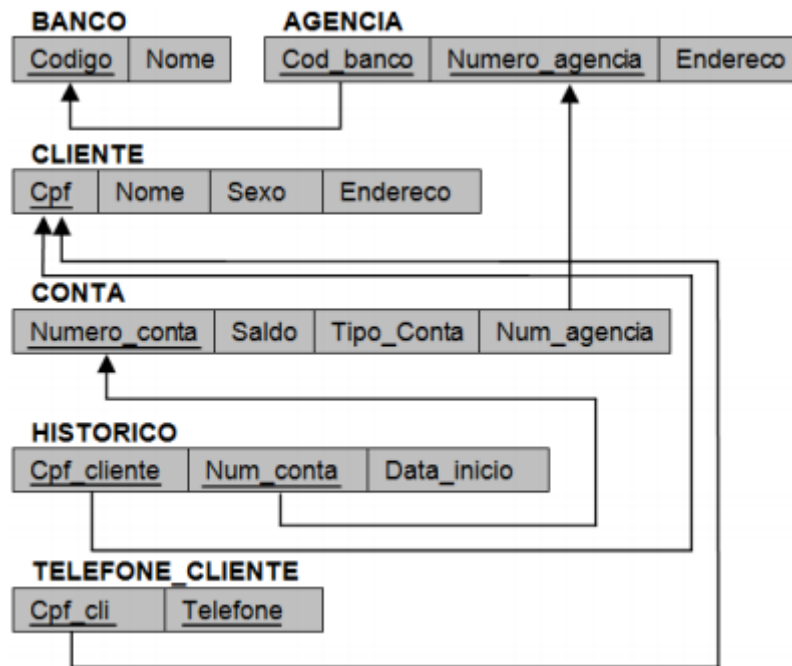 BANCO AGENCIA
Codigo Nome Cod_banco Numero_agencia Endereco
CLIENTE
Cpf Nome Sexo Endereco
CONTA
Numero_conta Saldo Tipo_Conta Num_agencia
HISTORICO
Cpf_cliente Num_conta Data_inicio
TELEFONE_CLIENTE
Cpf_cli Telefone